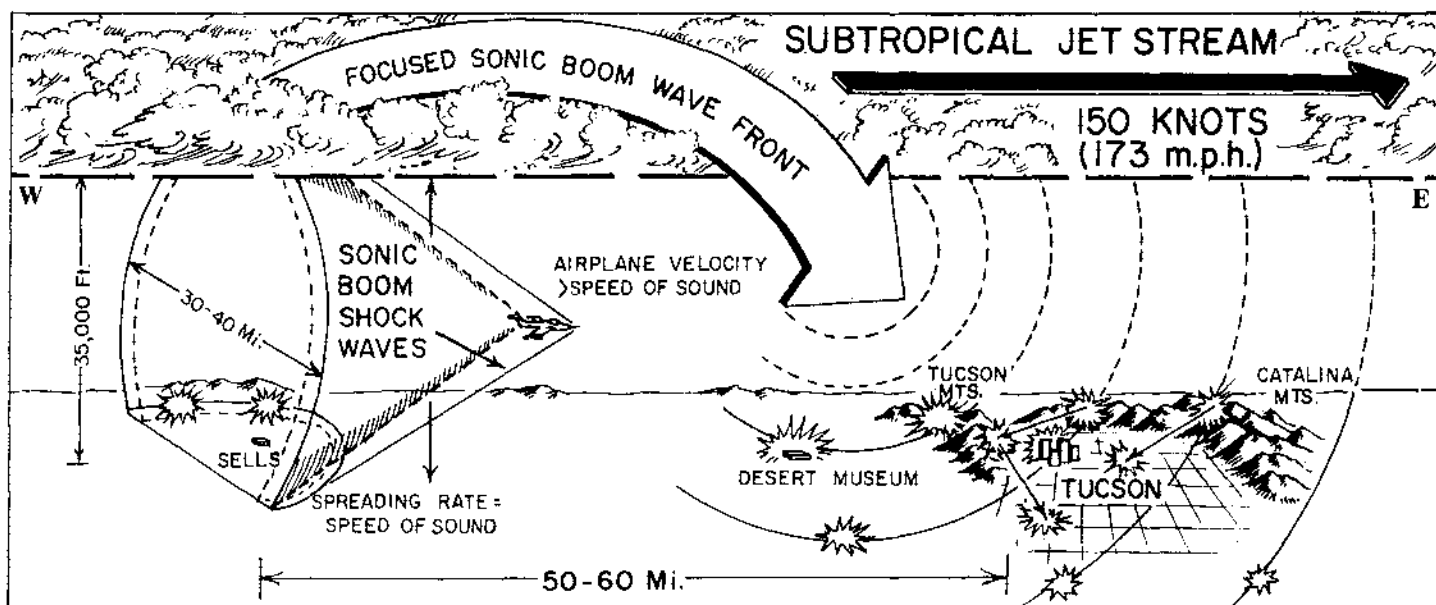 SUBTROPICAL JET STREAM
FOCUSED SONIC BOOM WAVE FRONT
150 KNOTS
(173 m.p.h.)
W
E
35,000 Ft.
30-40 Mi.
SONIC
BOOM
SHOCK
WAVES
AIRPLANE VELOCITY
>SPEED OF SOUND
TUCSON
MTS.
CATALINA
MTS.
SELLS
DESERT MUSEUM
TUCSON
SPREADING RATE =
SPEED OF SOUND
50-60 Mi.